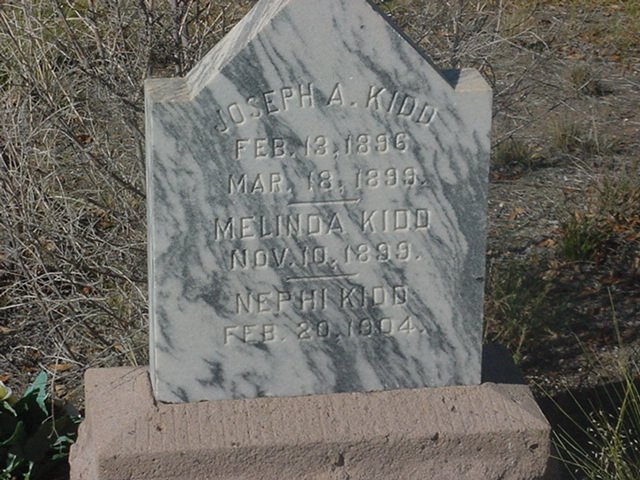 JOSEPH A. KIDD
FEB. 13, 1896
MAR. 18, 1899.
MELINDA KIDD
NOV. 10, 1899.
NEPHI KIDD
FEB. 20, 1904.